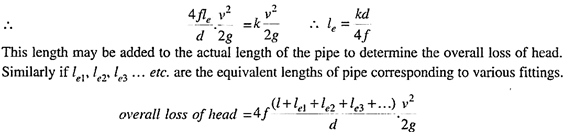 ∴ 4fl_e/d · v²/2g = k v²/2g ∴ l_e = kd/4f
This length may be added to the actual length of the pipe to determine the overall loss of head.
Similarly if l_e1, l_e2, l_e3 ... etc. are the equivalent lengths of pipe corresponding to various fittings.
overall loss of head = 4f (l + l_e1 + l_e2 + l_e3 + ...)/d · v²/2g